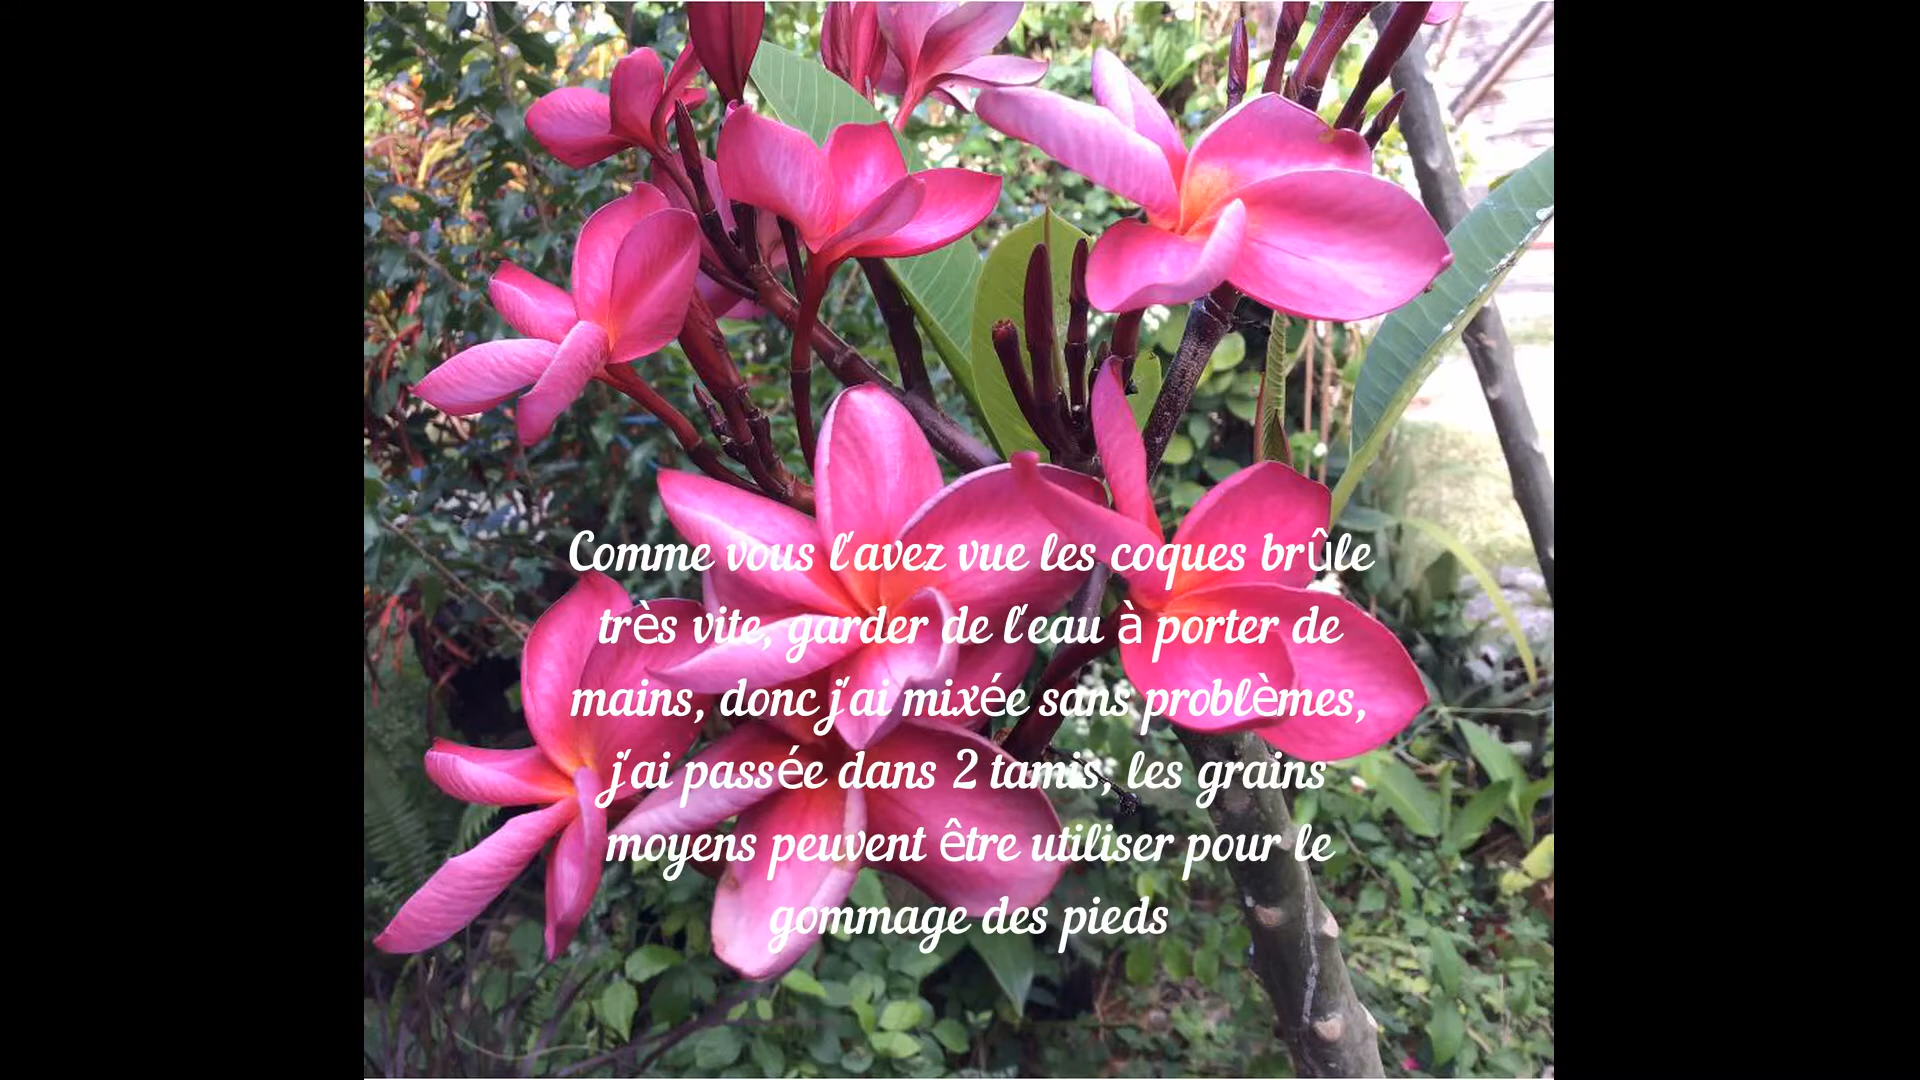 Comme vous l'avez vue les coques brûle
très vite, garder de l'eau à porter de
mains, donc j'ai mixée sans problèmes,
j'ai passée dans 2 tamis, les grains
moyens peuvent être utiliser pour le
gommage des pieds